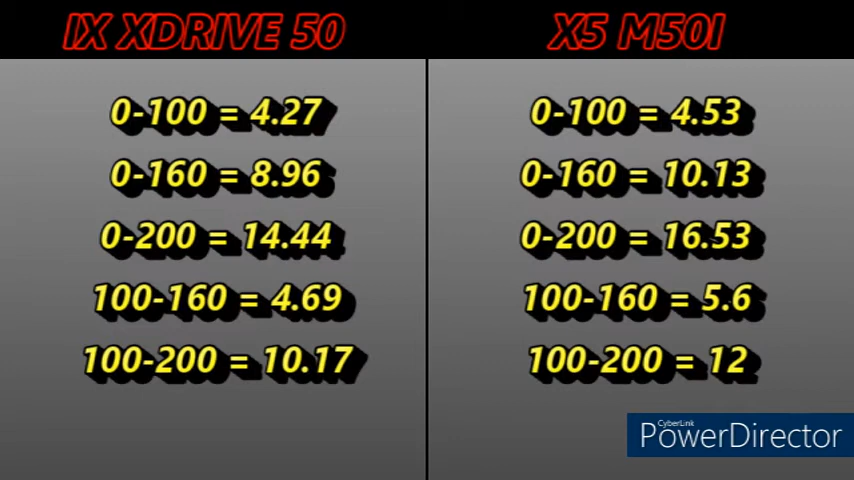 IX XDRIVE 50
0-100 = 4.27
0-160 = 8.96
0-200 = 14.44
100-160 = 4.69
100-200 = 10.17
X5 M50I
0-100 = 4.53
0-160 = 10.13
0-200 = 16.53
100-160 = 5.6
100-200 = 12
CyberLink
PowerDirector